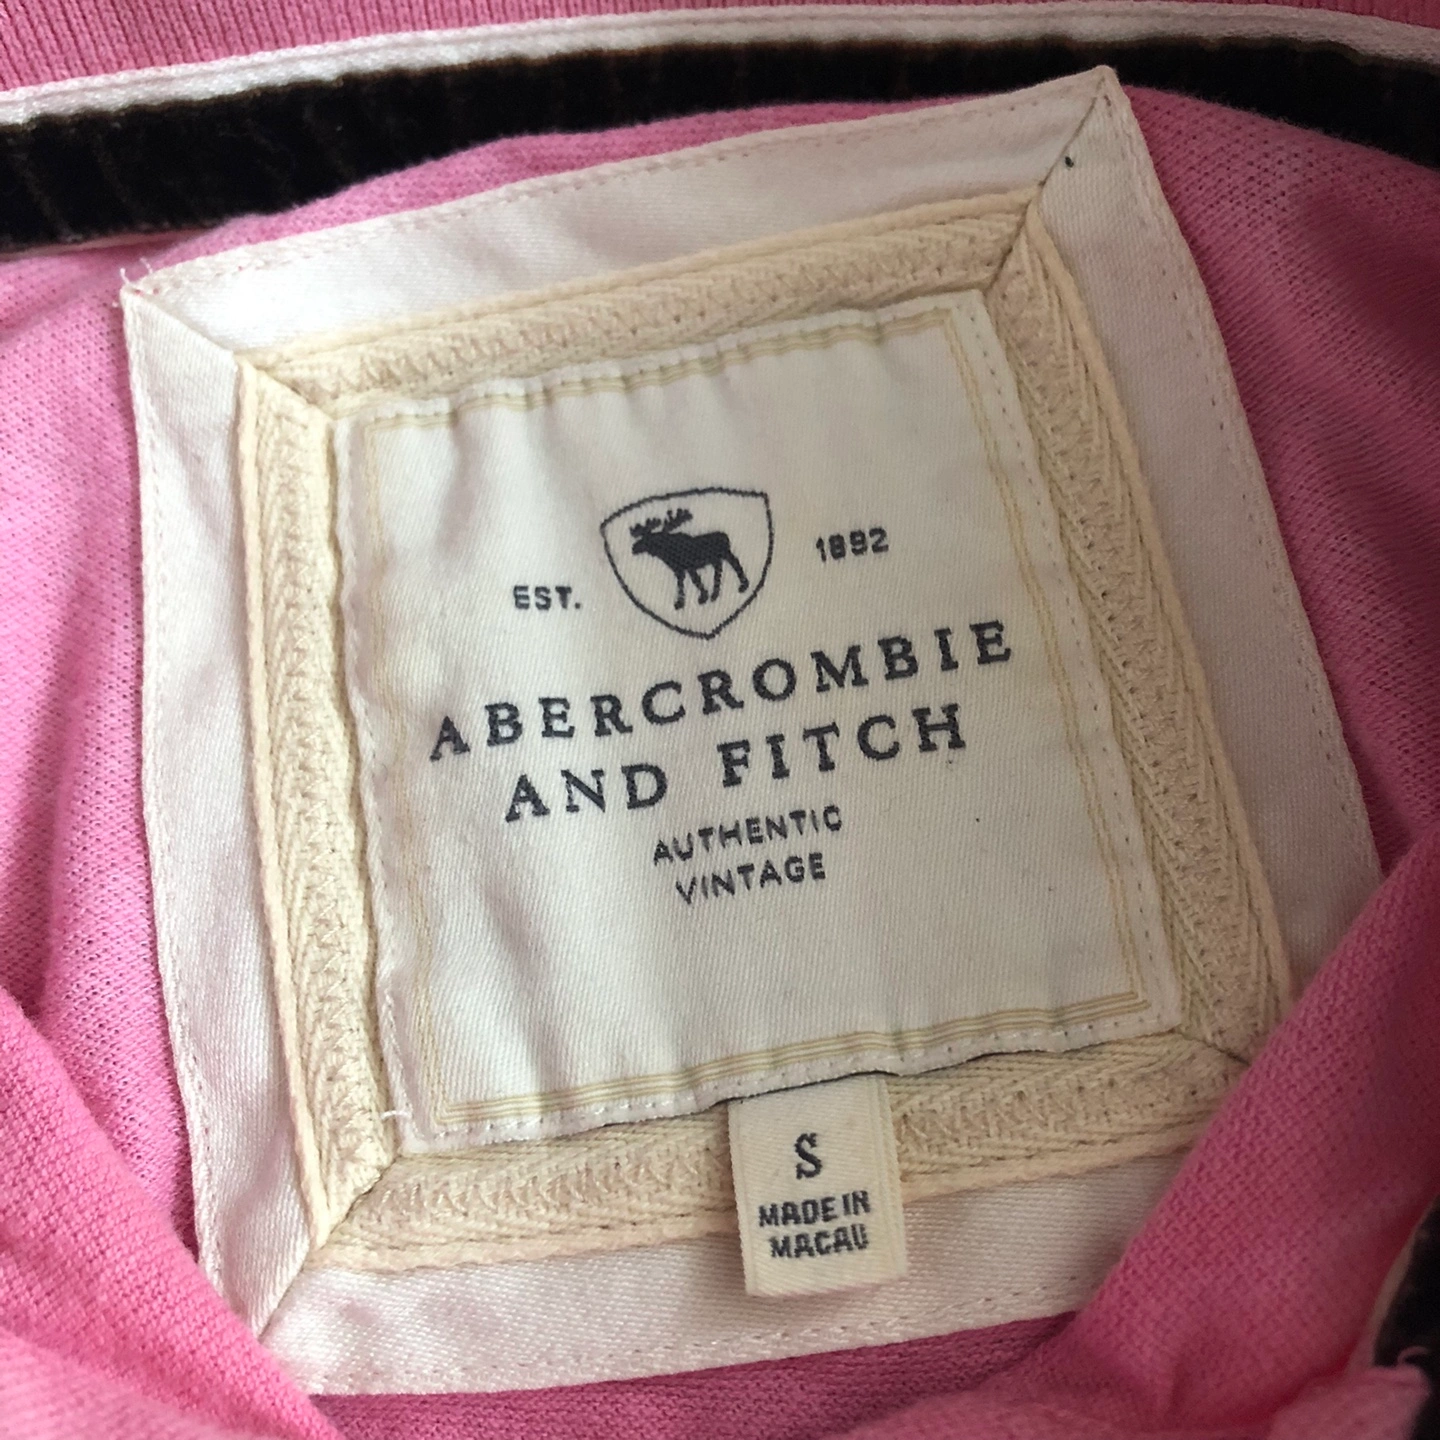 EST. 1892
ABERCROMBIE
AND FITCH
AUTHENTIC
VINTAGE
S
MADE IN
MACAU